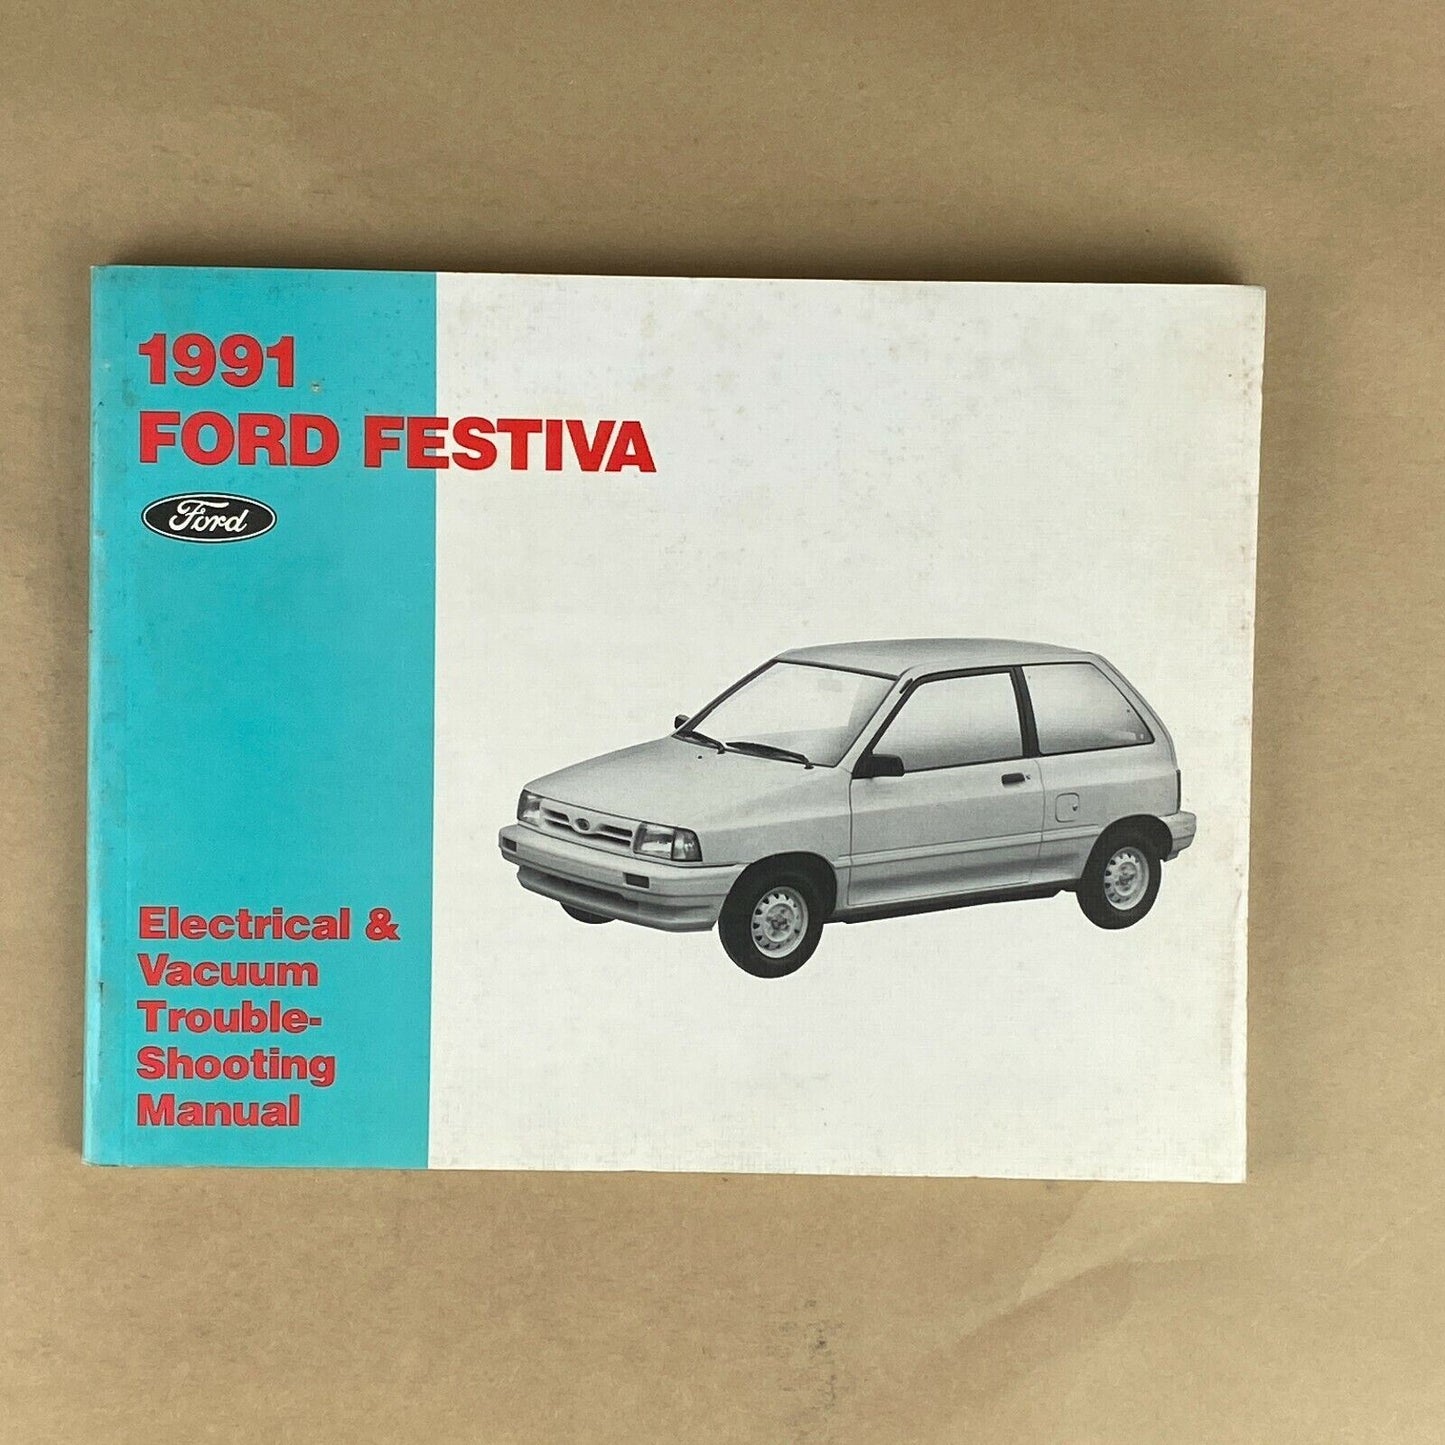 1991
FORD FESTIVA
Ford
Electrical &
Vacuum
Trouble-
Shooting
Manual